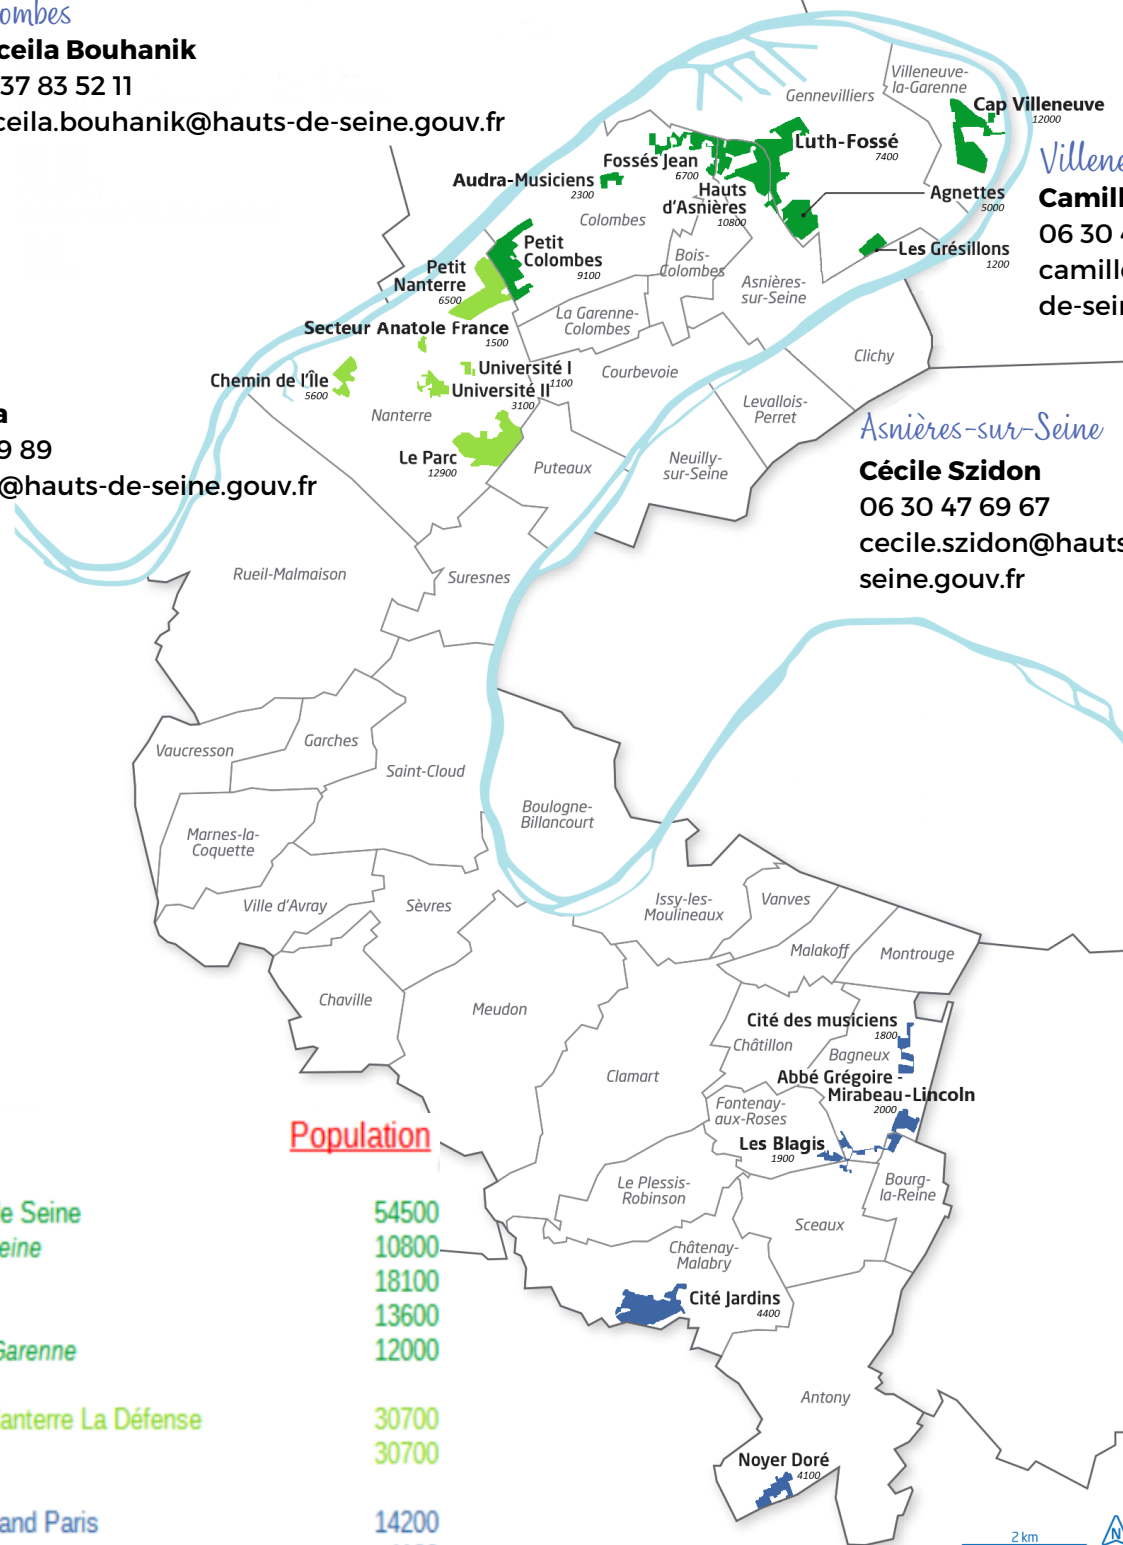 ombes
ceila Bouhanik
37 83 52 11
ceila.bouhanik@hauts-de-seine.gouv.fr
Villeneuve-
la-Garenne
Gennevilliers
Cap Villeneuve
12000
Luth-Fossé
7400
Fossés Jean
6700
Audra-Musiciens
2300
Hauts
d'Asnières
10800
Agnettes
5000
Colombes
Villene
Camill
06 30 4
camille
de-sein
Petit
Colombes
9100
Les Grésillons
1200
Bois-
Colombes
Petit
Nanterre
6500
Asnières-
sur-Seine
La Garenne-
Colombes
Secteur Anatole France
1500
Clichy
Université I
1100
Courbevoie
Chemin de l'Île
5600
Université II
3100
Levallois-
Perret
Nanterre
a
9 89
@hauts-de-seine.gouv.fr
Le Parc
12900
Puteaux
Neuilly-
sur-Seine
Asnières-sur-Seine
Cécile Szidon
06 30 47 69 67
cecile.szidon@hauts
seine.gouv.fr
Rueil-Malmaison
Suresnes
Vaucresson
Garches
Saint-Cloud
Boulogne-
Billancourt
Marnes-la-
Coquette
Ville d'Avray
Sèvres
Issy-les-
Moulineaux
Vanves
Malakoff
Montrouge
Chaville
Meudon
Cité des musiciens
1800
Châtillon
Bagneux
Clamart
Abbé Grégoire -
Mirabeau-Lincoln
2000
Fontenay-
aux-Roses
Les Blagis
1900
Le Plessis-
Robinson
Bourg-
la-Reine
Sceaux
Châtenay-
Malabry
Cité Jardins
4400
Antony
Noyer Doré
4100
Population
e Seine 54500
eine 10800
18100
13600
Garenne 12000
anterre La Défense 30700
30700
and Paris 14200
2 km
N